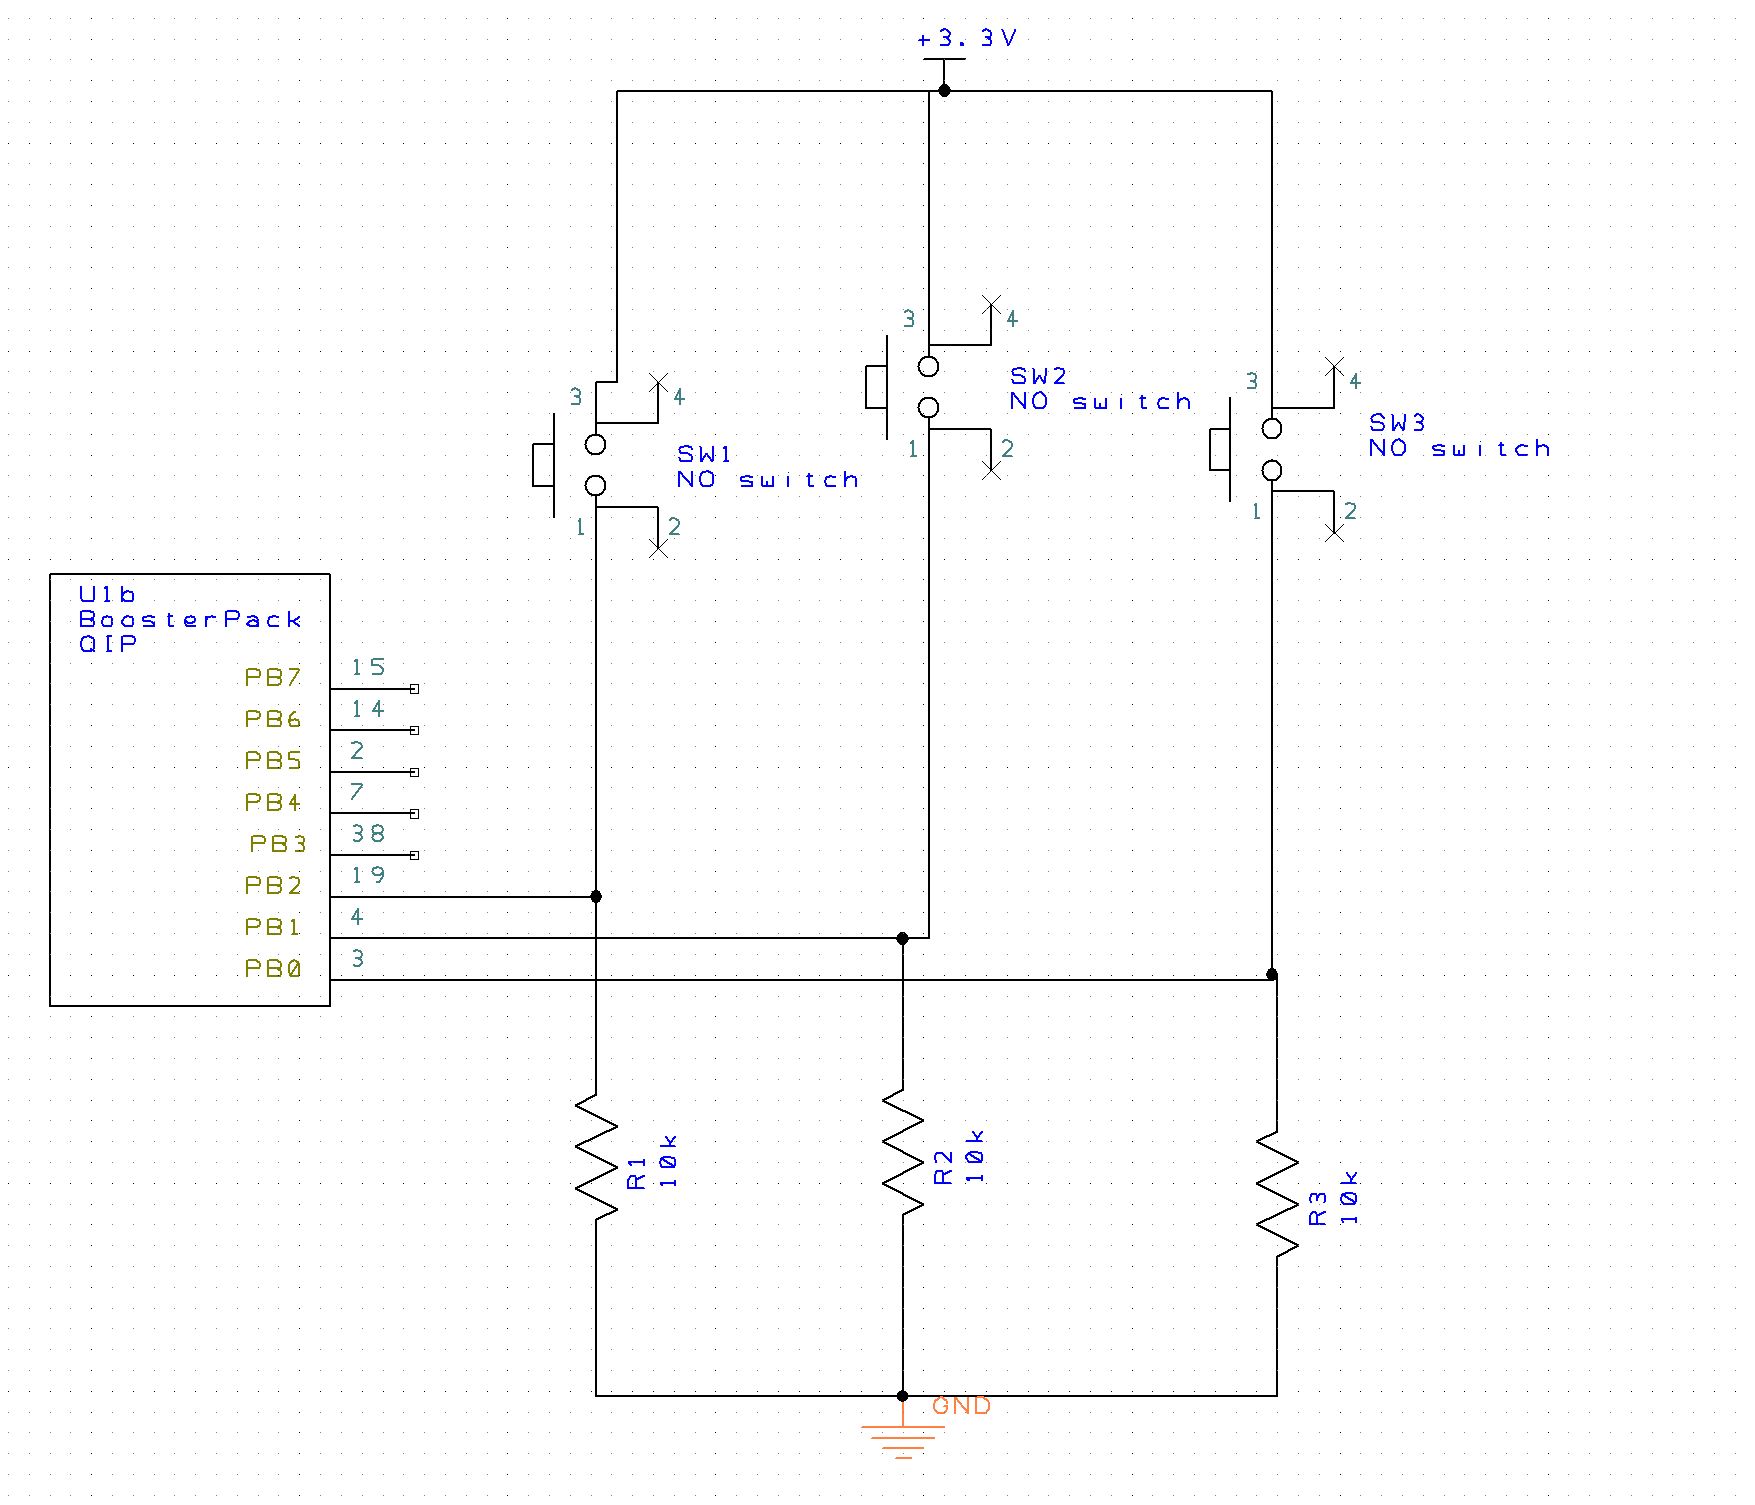 +3.3V
3
4
SW2
NO switch
1
2
3
4
SW3
NO switch
1
2
3
4
SW1
NO switch
1
2
U1b
BoosterPack
QIP
PB7 15
PB6 14
PB5 2
PB4 7
PB3 38
PB2 19
PB1 4
PB0 3
R1
10k
R2
10k
R3
10k
GND